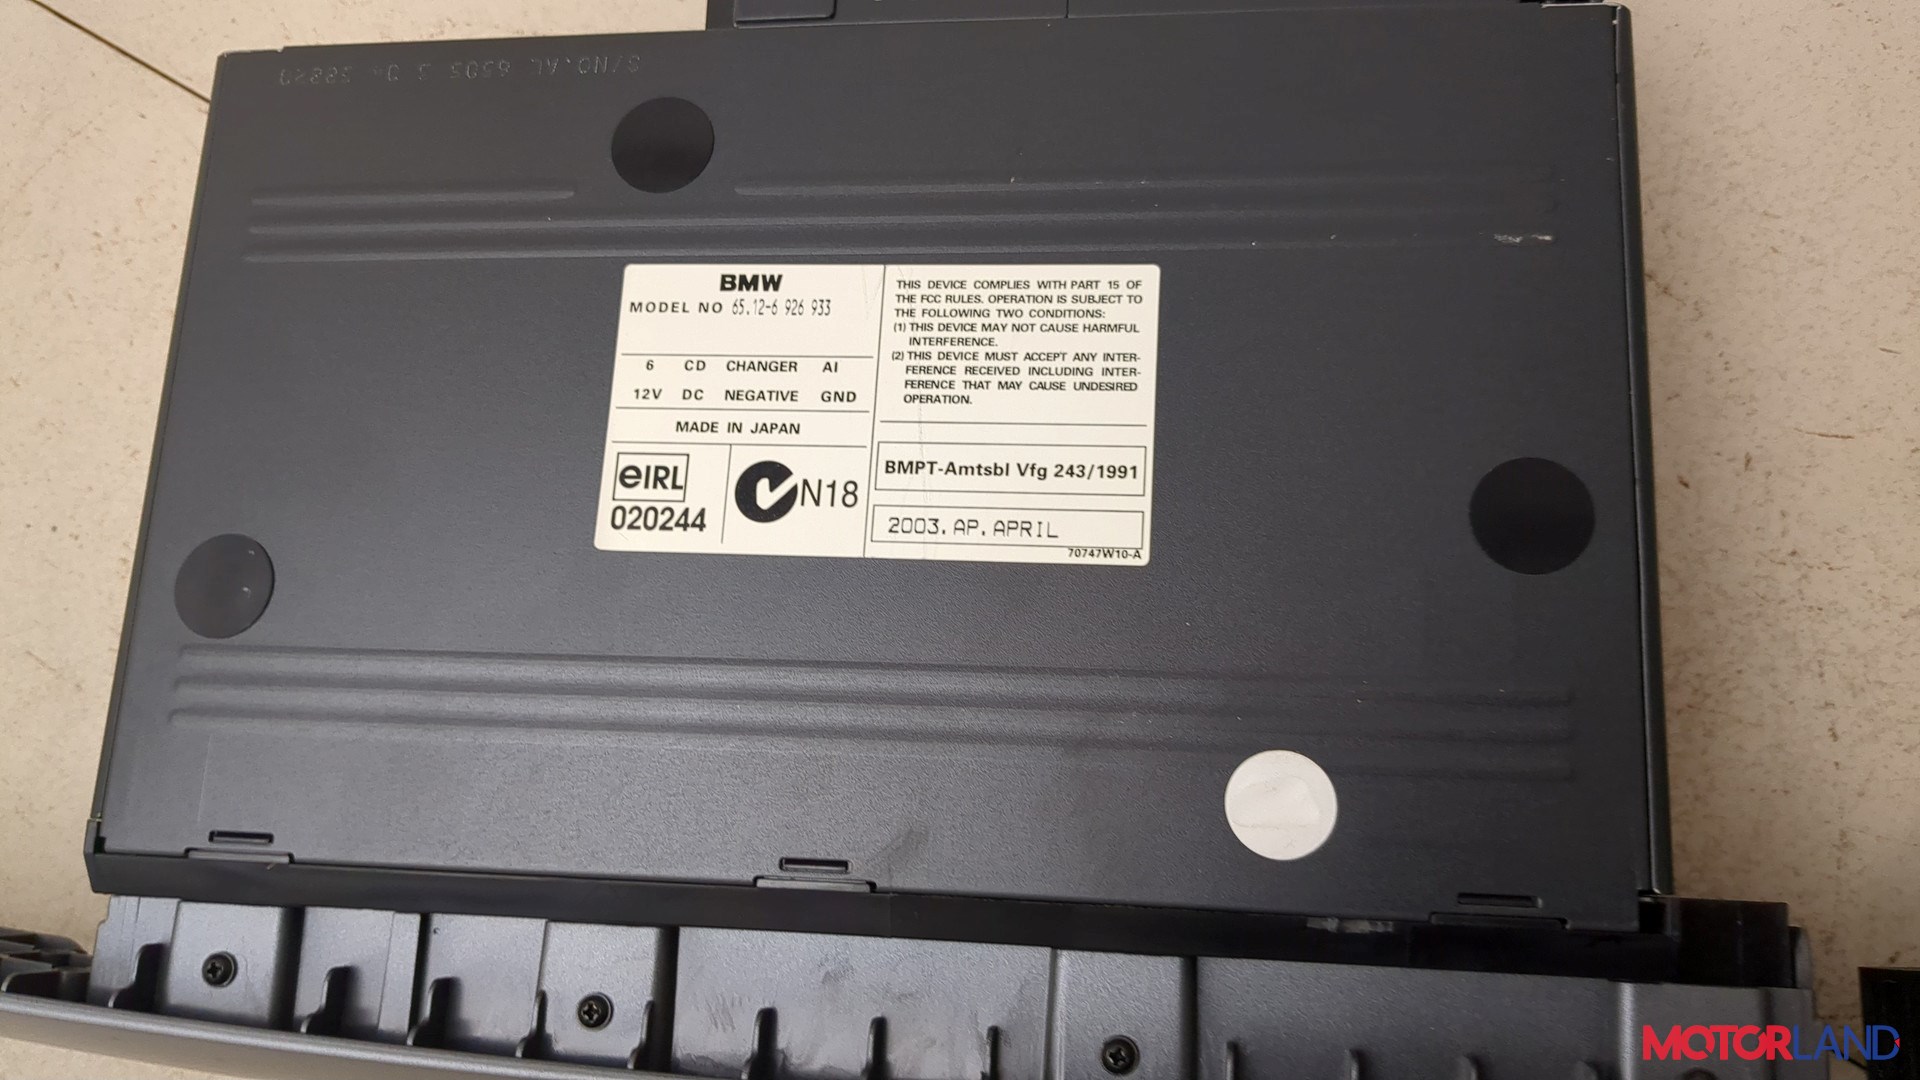 BMW
MODEL NO 65.12-6 926 933
6 CD CHANGER AI
12V DC NEGATIVE GND
MADE IN JAPAN
eIRL
020244
N18
THIS DEVICE COMPLIES WITH PART 15 OF
THE FCC RULES. OPERATION IS SUBJECT TO
THE FOLLOWING TWO CONDITIONS:
(1) THIS DEVICE MAY NOT CAUSE HARMFUL
INTERFERENCE.
(2) THIS DEVICE MUST ACCEPT ANY INTER-
FERENCE RECEIVED INCLUDING INTER-
FERENCE THAT MAY CAUSE UNDESIRED
OPERATION.
BMPT-Amtsbl Vfg 243/1991
2003. AP. APRIL
70747W10-A
S/NO.AL
MOTORLAND